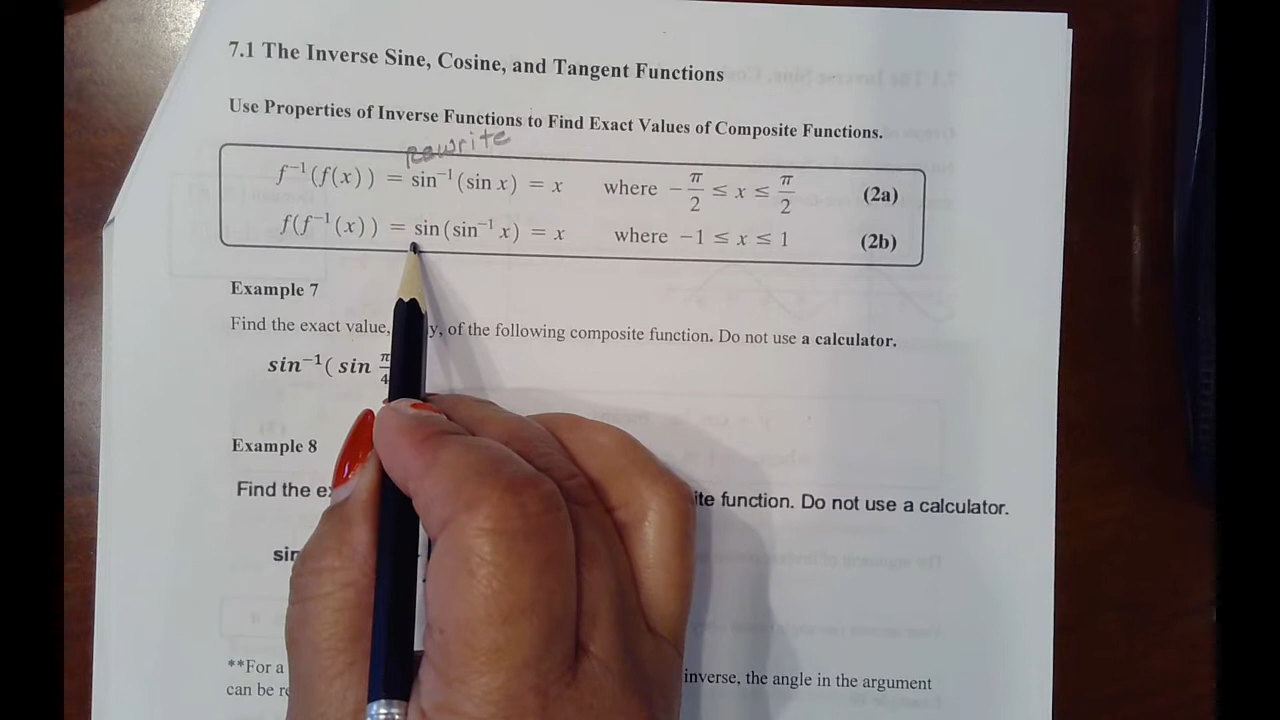 7.1 The Inverse Sine, Cosine, and Tangent Functions
Use Properties of Inverse Functions to Find Exact Values of Composite Functions.
rewrite
f⁻¹(f(x)) = sin⁻¹(sin x) = x where −π/2 ≤ x ≤ π/2 (2a)
f(f⁻¹(x)) = sin(sin⁻¹ x) = x where −1 ≤ x ≤ 1 (2b)
Example 7
Find the exact value, of the following composite function. Do not use a calculator.
sin⁻¹( sin π/4
Example 8
Find the function. Do not use a calculator.
**For a inverse, the angle in the argument
can be